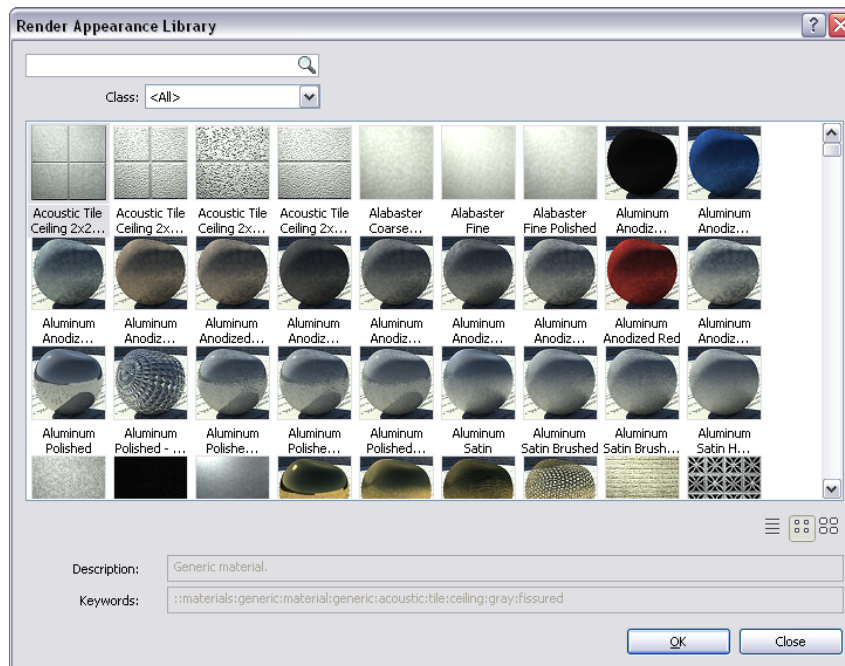 Render Appearance Library
Class: <All>
Acoustic Tile Ceiling 2x2...
Acoustic Tile Ceiling 2x...
Acoustic Tile Ceiling 2x...
Acoustic Tile Ceiling 2x...
Alabaster Coarse...
Alabaster Fine
Alabaster Fine Polished
Aluminum Anodiz...
Aluminum Anodiz...
Aluminum Anodiz...
Aluminum Anodiz...
Aluminum Anodized...
Aluminum Anodiz...
Aluminum Anodiz...
Aluminum Anodiz...
Aluminum Anodiz...
Aluminum Anodized Red
Aluminum Anodiz...
Aluminum Polished
Aluminum Polished - ...
Aluminum Polishe...
Aluminum Polishe...
Aluminum Polished...
Aluminum Satin
Aluminum Satin Brushed
Aluminum Satin Brush...
Aluminum Satin H...
Description: Generic material.
Keywords: ::materials:generic:material:generic:acoustic:tile:ceiling:gray:fissured
OK
Close